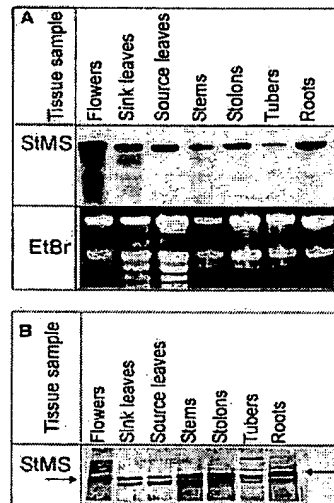 A
Tissue sample
Flowers
Sink leaves
Source leaves
Stems
Stolons
Tubers
Roots
StMS
EtBr
B
Tissue sample
Flowers
Sink leaves
Source leaves
Stems
Stolons
Tubers
Roots
StMS